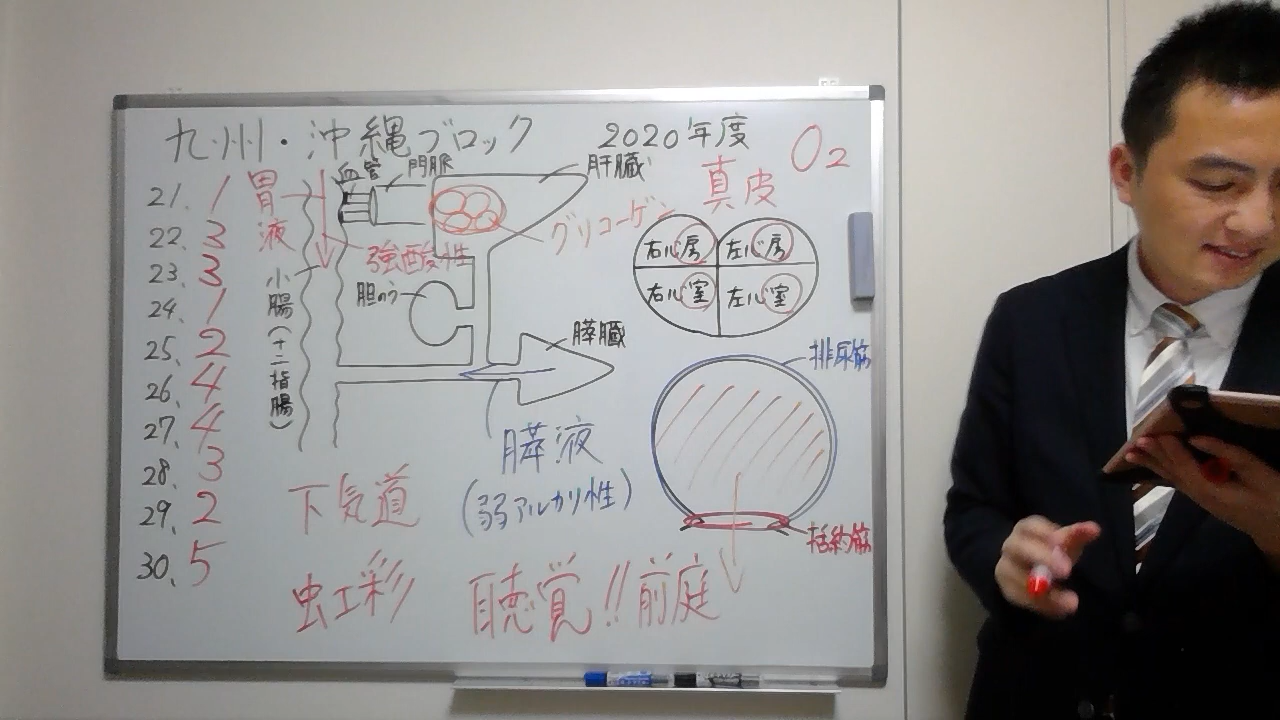 九州・沖縄ブロック 2020年度 O2
21. 1
22. 3
23. 3
24. 1
25. 2
26. 4
27. 4
28. 3
29. 2
30. 5
胃液
血管
門脈
肝臓
真皮
グリコーゲン
強酸性
小腸(十二指腸)
胆のう
膵臓
右心房
左心房
右心室
左心室
排尿筋
膵液
(弱アルカリ性)
括約筋
下気道
虹彩
聴覚!!前庭